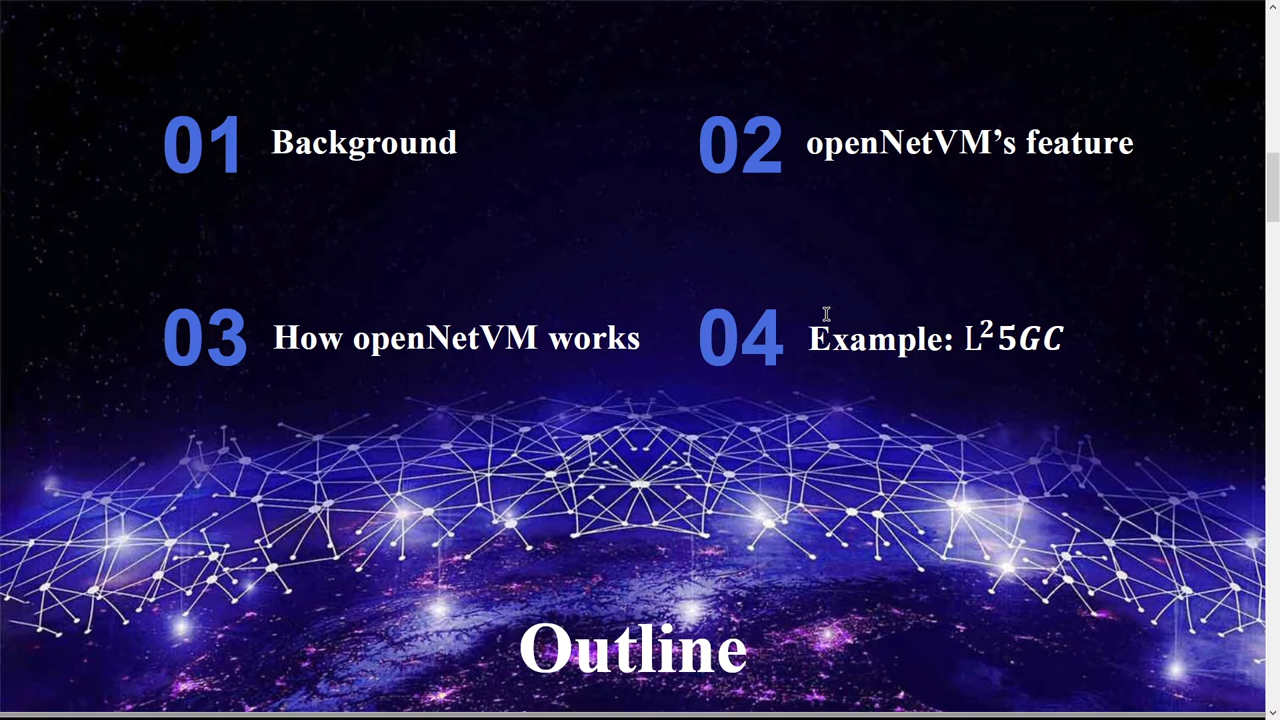 01 Background
02 openNetVM’s feature
03 How openNetVM works
04 Example: L²5GC
Outline